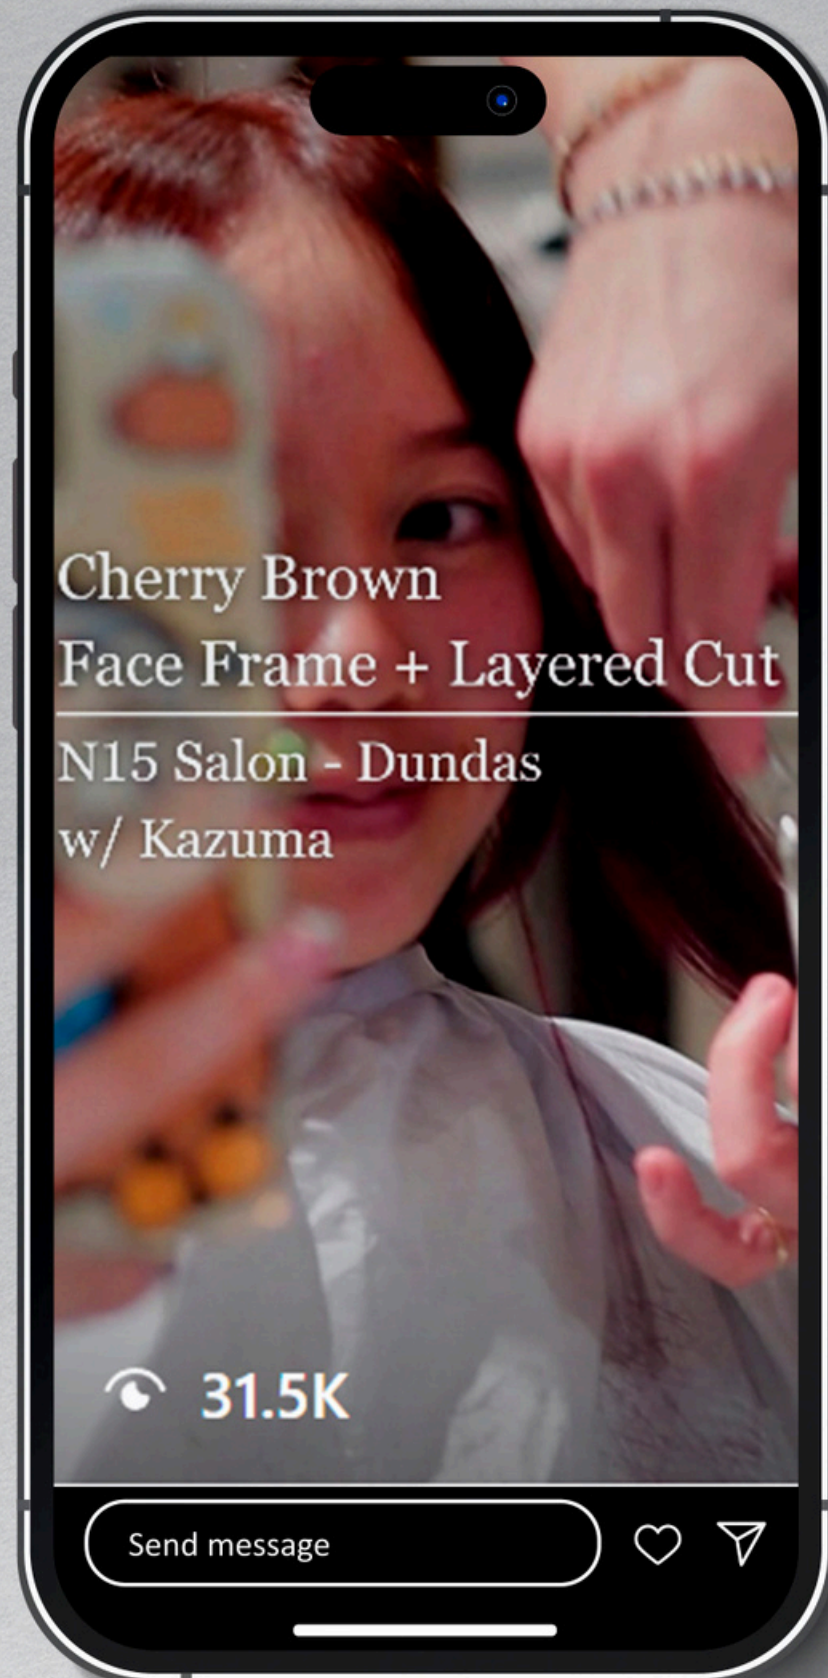 Cherry Brown
Face Frame + Layered Cut
N15 Salon - Dundas
w/ Kazuma
31.5K
Send message